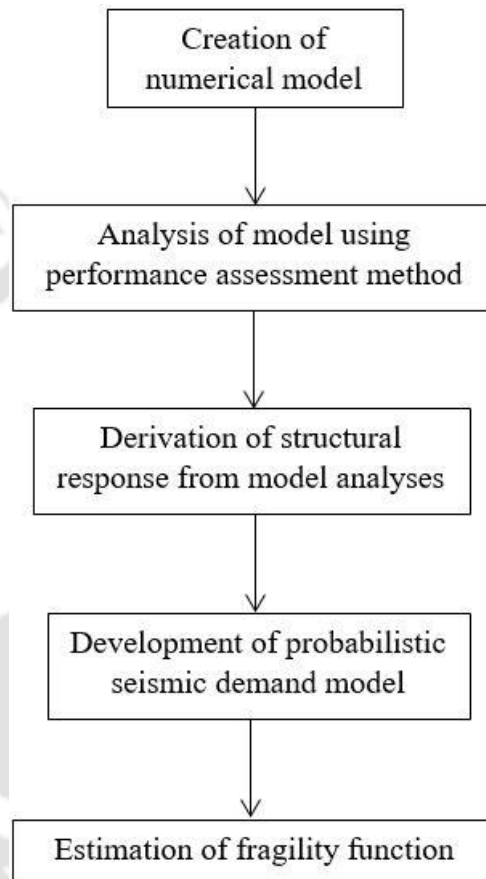 Creation of
numerical model
Analysis of model using
performance assessment method
Derivation of structural
response from model analyses
Development of probabilistic
seismic demand model
Estimation of fragility function